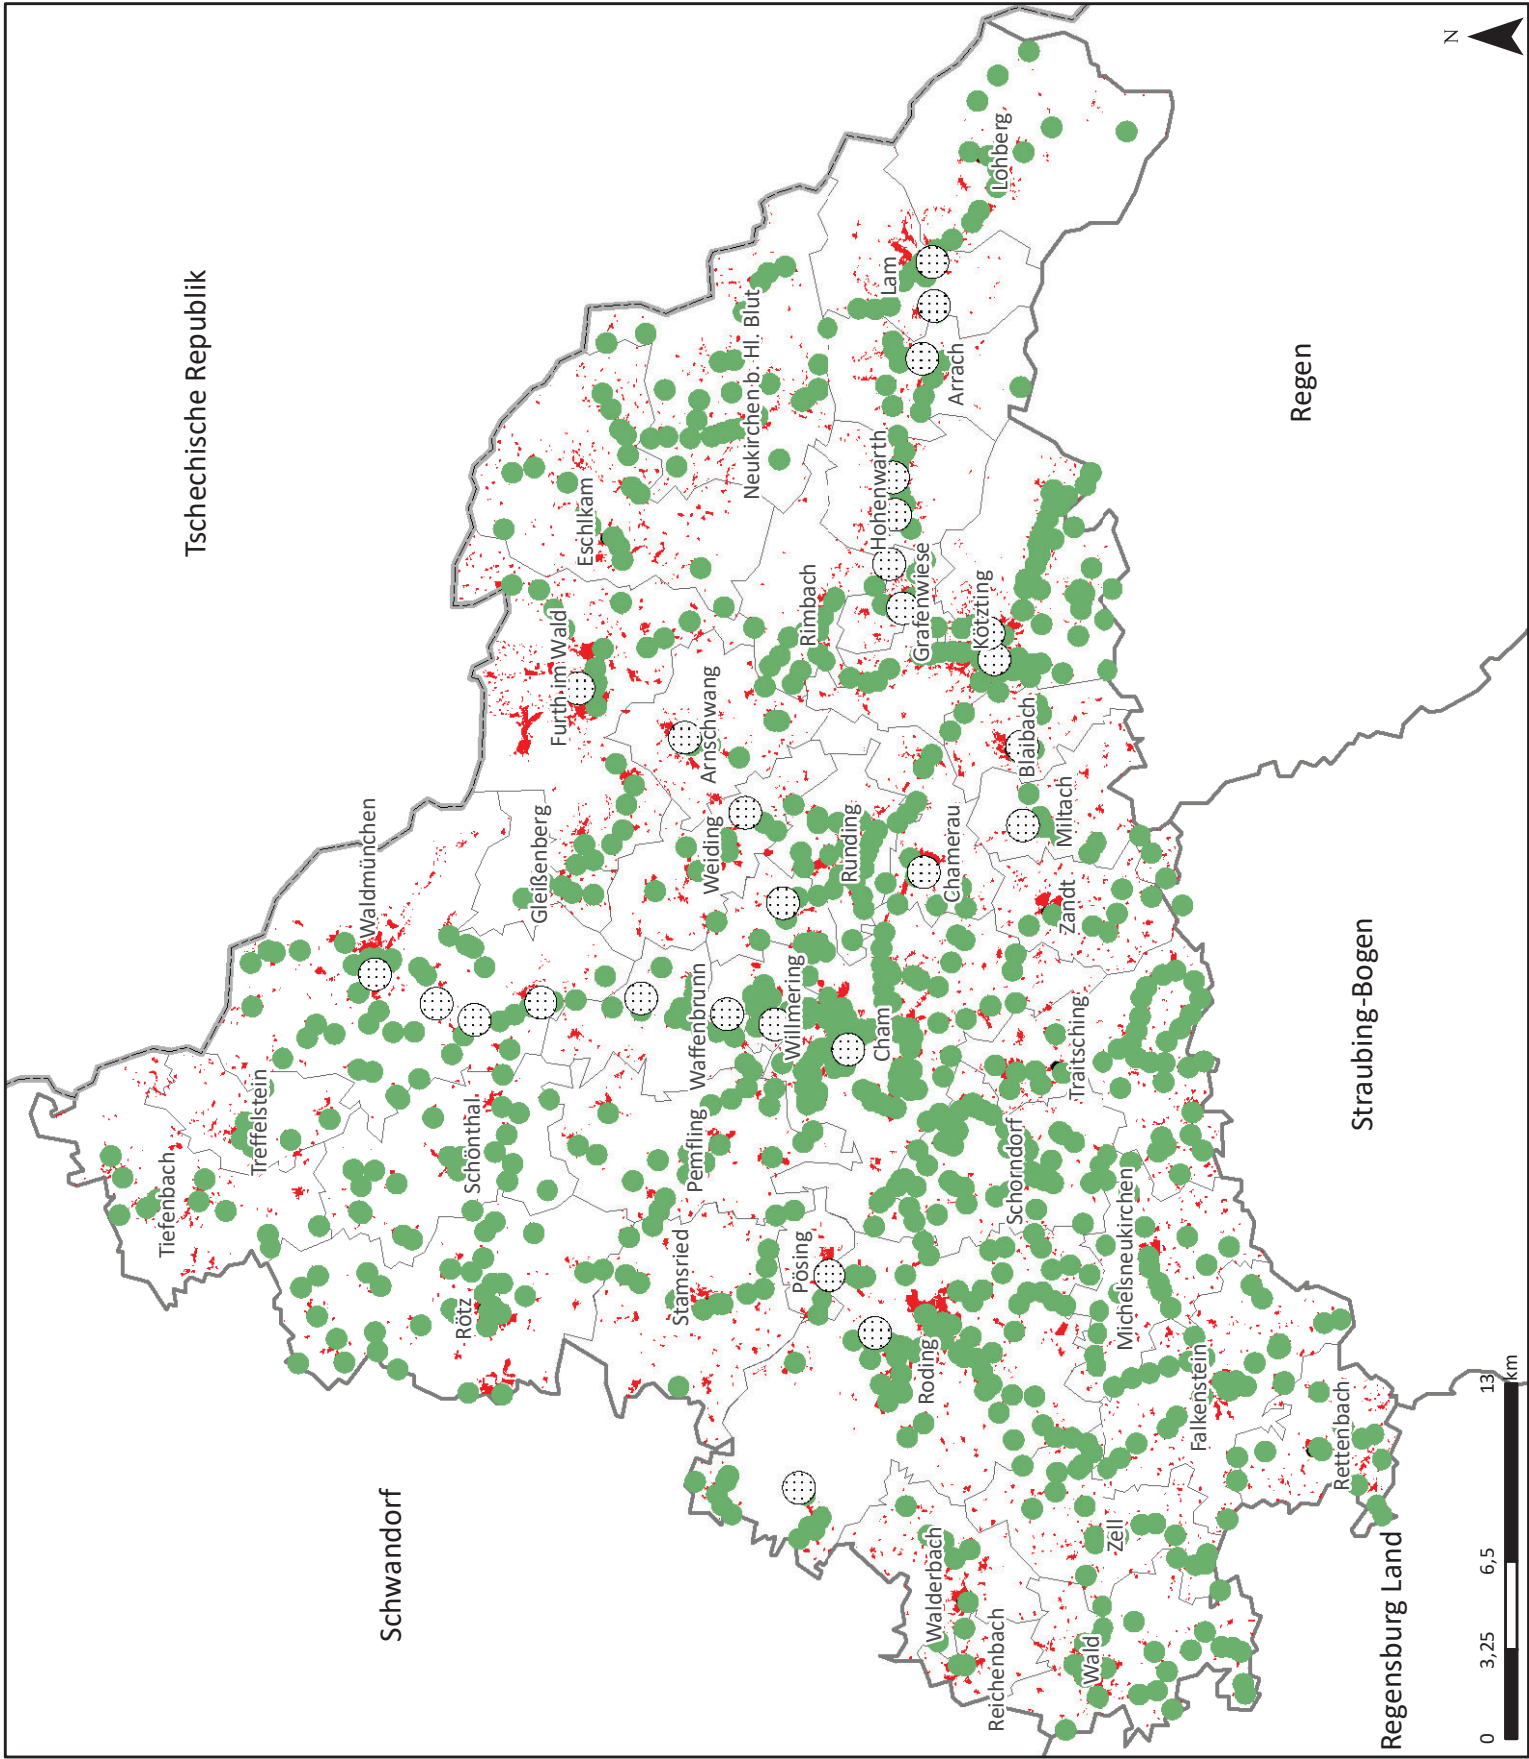 Tschechische Republik
Schwandorf
Regen
Straubing-Bogen
Regensburg Land
Tiefenbach
Treffelstein
Waldmünchen
Gleißenberg
Furth im Wald
Eschlkam
Neukirchen b. Hl. Blut
Rötz
Schönthal
Stamsried
Pemfling
Waffenbrunn
Weiding
Arnschwang
Rimbach
Hohenwarth
Lam
Lohberg
Arrach
Grafenwiese
Kötzting
Pösing
Willmering
Cham
Runding
Chamerau
Blaibach
Miltach
Zandt
Traitsching
Schorndorf
Roding
Michelsneukirchen
Falkenstein
Rettenbach
Walderbach
Reichenbach
Zell
Wald
N
0 3,25 6,5 13
km